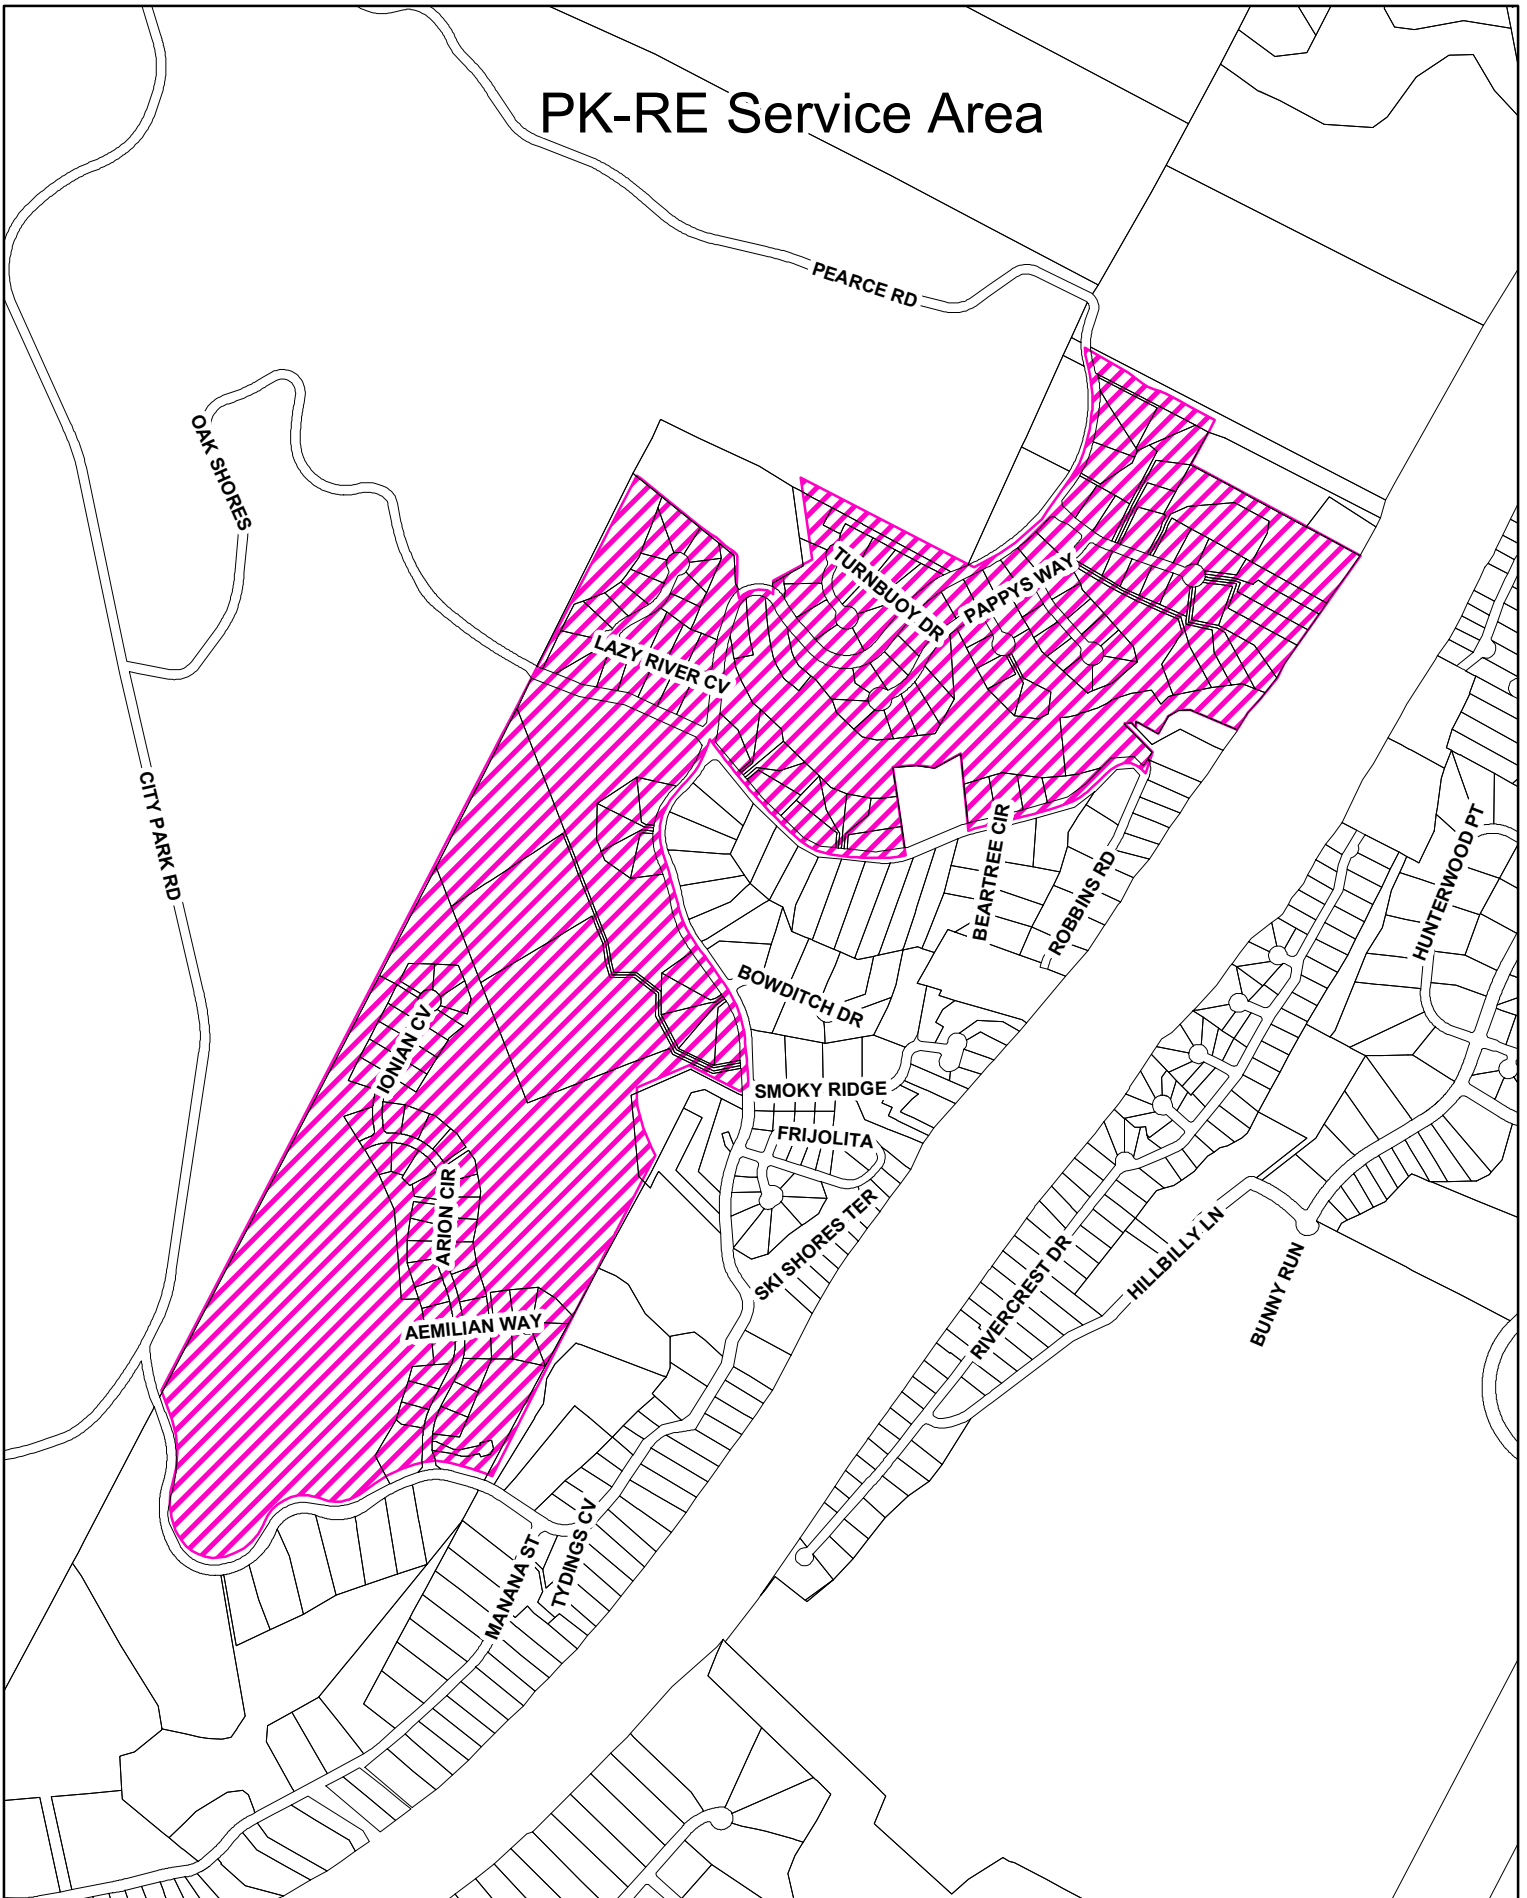 PK-RE Service Area
PEARCE RD
OAK SHORES
TURNBUOY DR
PAPPYS WAY
LAZY RIVER CV
CITY PARK RD
BEARTREE CIR
ROBBINS RD
HUNTERWOOD PT
BOWDITCH DR
IONIAN CV
SMOKY RIDGE
FRIJOLITA
ARION CIR
SKI SHORES TER
RIVERCREST DR
HILLBILLY LN
BUNNY RUN
AEMILIAN WAY
MANANA ST
TYDINGS CV